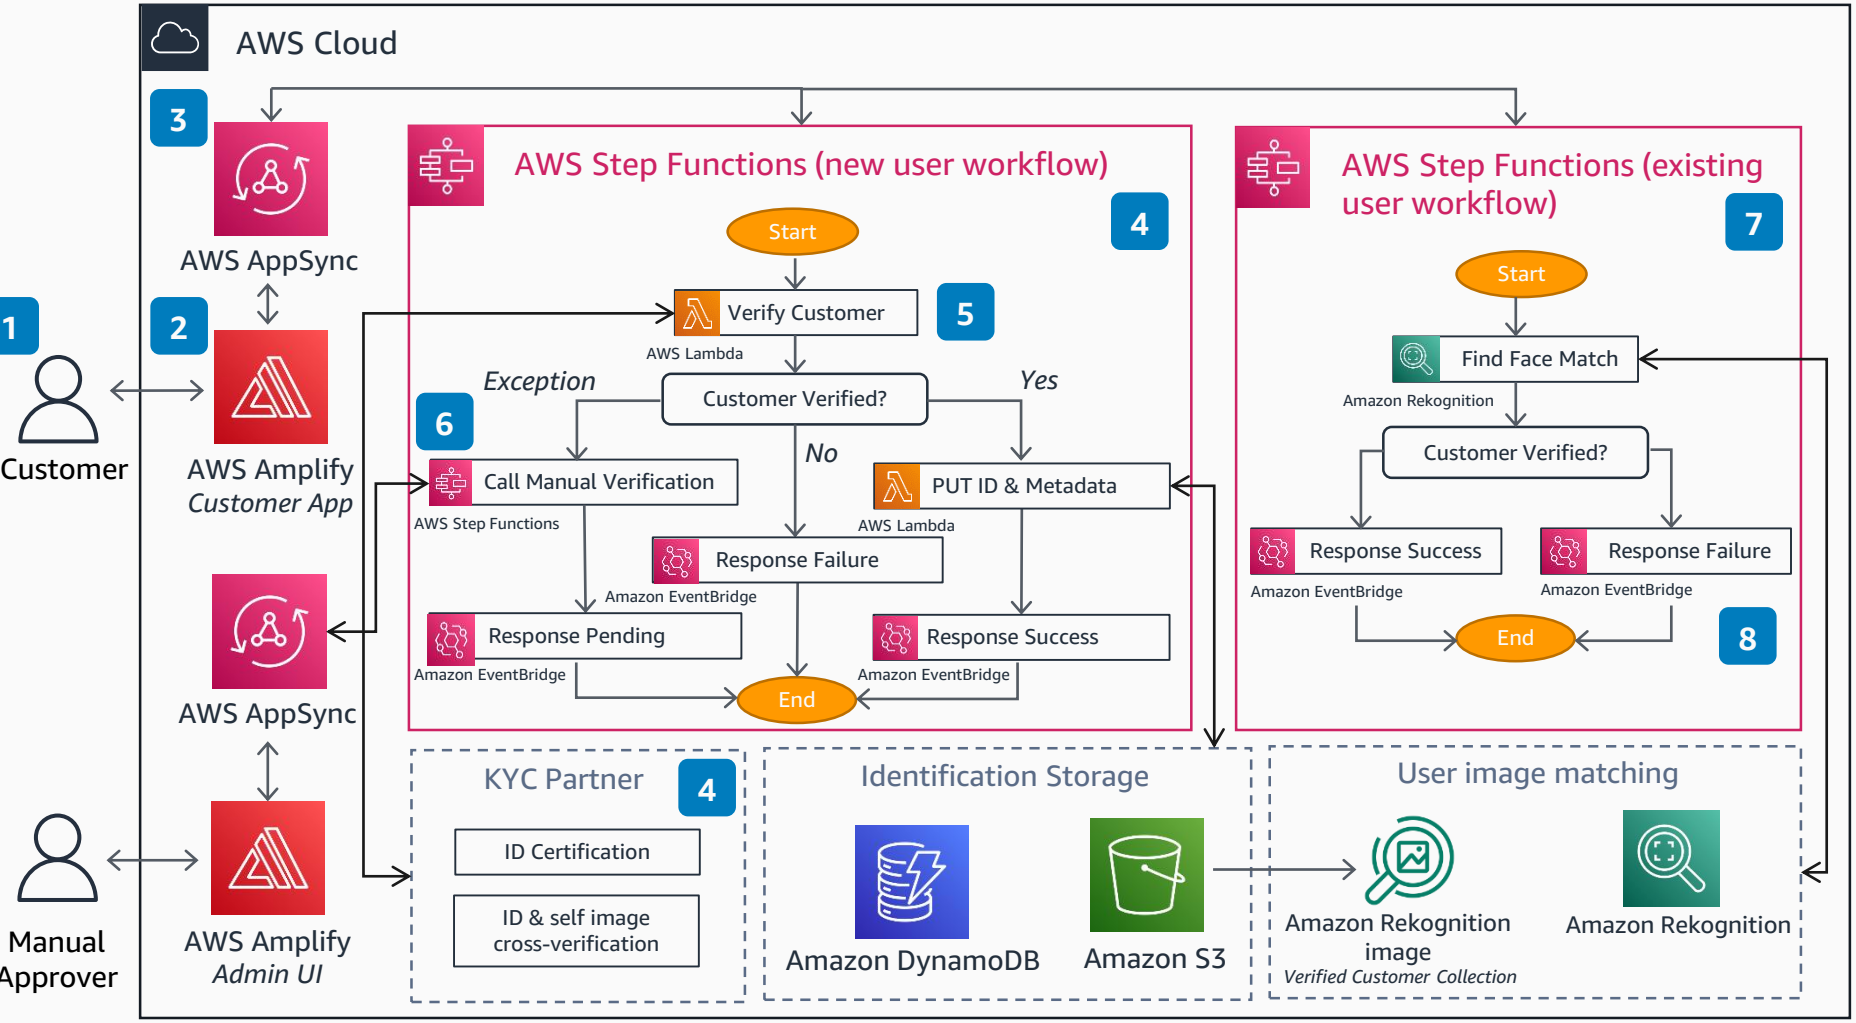 AWS Cloud
3
AWS AppSync
1
2
Customer
AWS Amplify
Customer App
AWS AppSync
Manual
Approver
AWS Amplify
Admin UI
AWS Step Functions (new user workflow)
4
Start
Verify Customer
5
AWS Lambda
Exception
Customer Verified?
Yes
6
No
Call Manual Verification
AWS Step Functions
PUT ID & Metadata
AWS Lambda
Response Failure
Amazon EventBridge
Response Pending
Amazon EventBridge
Response Success
Amazon EventBridge
End
AWS Step Functions (existing
user workflow)
7
Start
Find Face Match
Amazon Rekognition
Customer Verified?
Response Success
Amazon EventBridge
Response Failure
Amazon EventBridge
End
8
KYC Partner
4
ID Certification
ID & self image
cross-verification
Identification Storage
Amazon DynamoDB
Amazon S3
User image matching
Amazon Rekognition
image
Verified Customer Collection
Amazon Rekognition